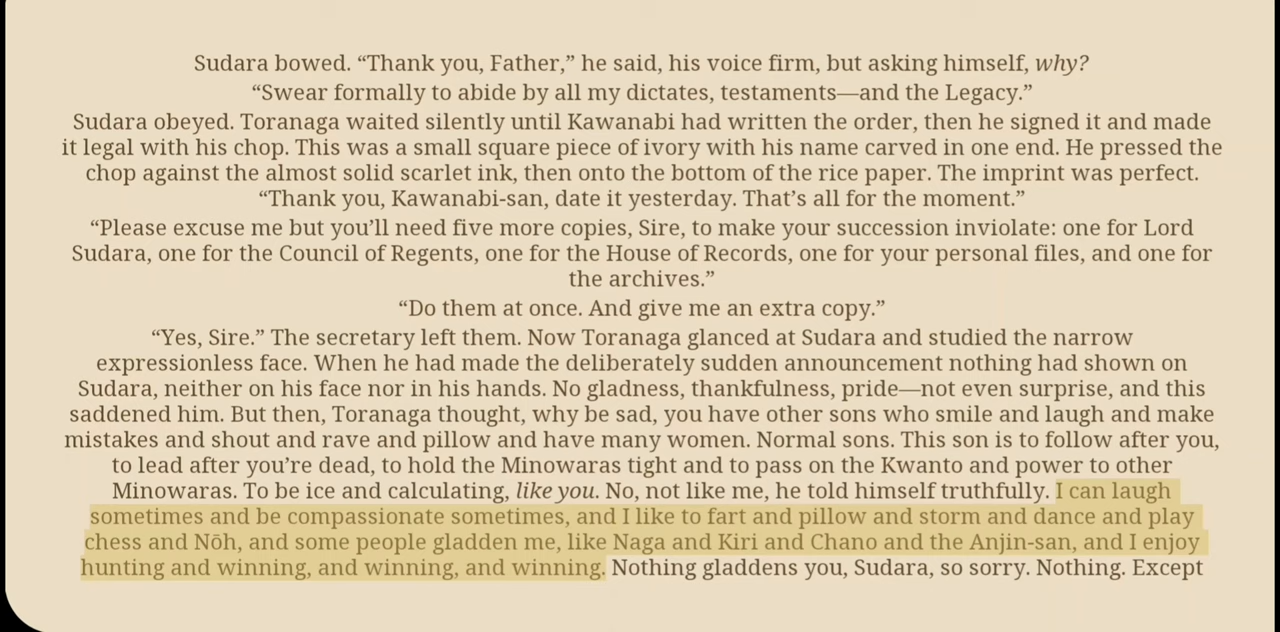 Sudara bowed. “Thank you, Father,” he said, his voice firm, but asking himself, why?
“Swear formally to abide by all my dictates, testaments—and the Legacy.”
Sudara obeyed. Toranaga waited silently until Kawanabi had written the order, then he signed it and made
it legal with his chop. This was a small square piece of ivory with his name carved in one end. He pressed the
chop against the almost solid scarlet ink, then onto the bottom of the rice paper. The imprint was perfect.
“Thank you, Kawanabi-san, date it yesterday. That’s all for the moment.”
“Please excuse me but you’ll need five more copies, Sire, to make your succession inviolate: one for Lord
Sudara, one for the Council of Regents, one for the House of Records, one for your personal files, and one for
the archives.”
“Do them at once. And give me an extra copy.”
“Yes, Sire.” The secretary left them. Now Toranaga glanced at Sudara and studied the narrow
expressionless face. When he had made the deliberately sudden announcement nothing had shown on
Sudara, neither on his face nor in his hands. No gladness, thankfulness, pride—not even surprise, and this
saddened him. But then, Toranaga thought, why be sad, you have other sons who smile and laugh and make
mistakes and shout and rave and pillow and have many women. Normal sons. This son is to follow after you,
to lead after you’re dead, to hold the Minowaras tight and to pass on the Kwanto and power to other
Minowaras. To be ice and calculating, like you. No, not like me, he told himself truthfully. I can laugh
sometimes and be compassionate sometimes, and I like to fart and pillow and storm and dance and play
chess and Nōh, and some people gladden me, like Naga and Kiri and Chano and the Anjin-san, and I enjoy
hunting and winning, and winning, and winning. Nothing gladdens you, Sudara, so sorry. Nothing. Except